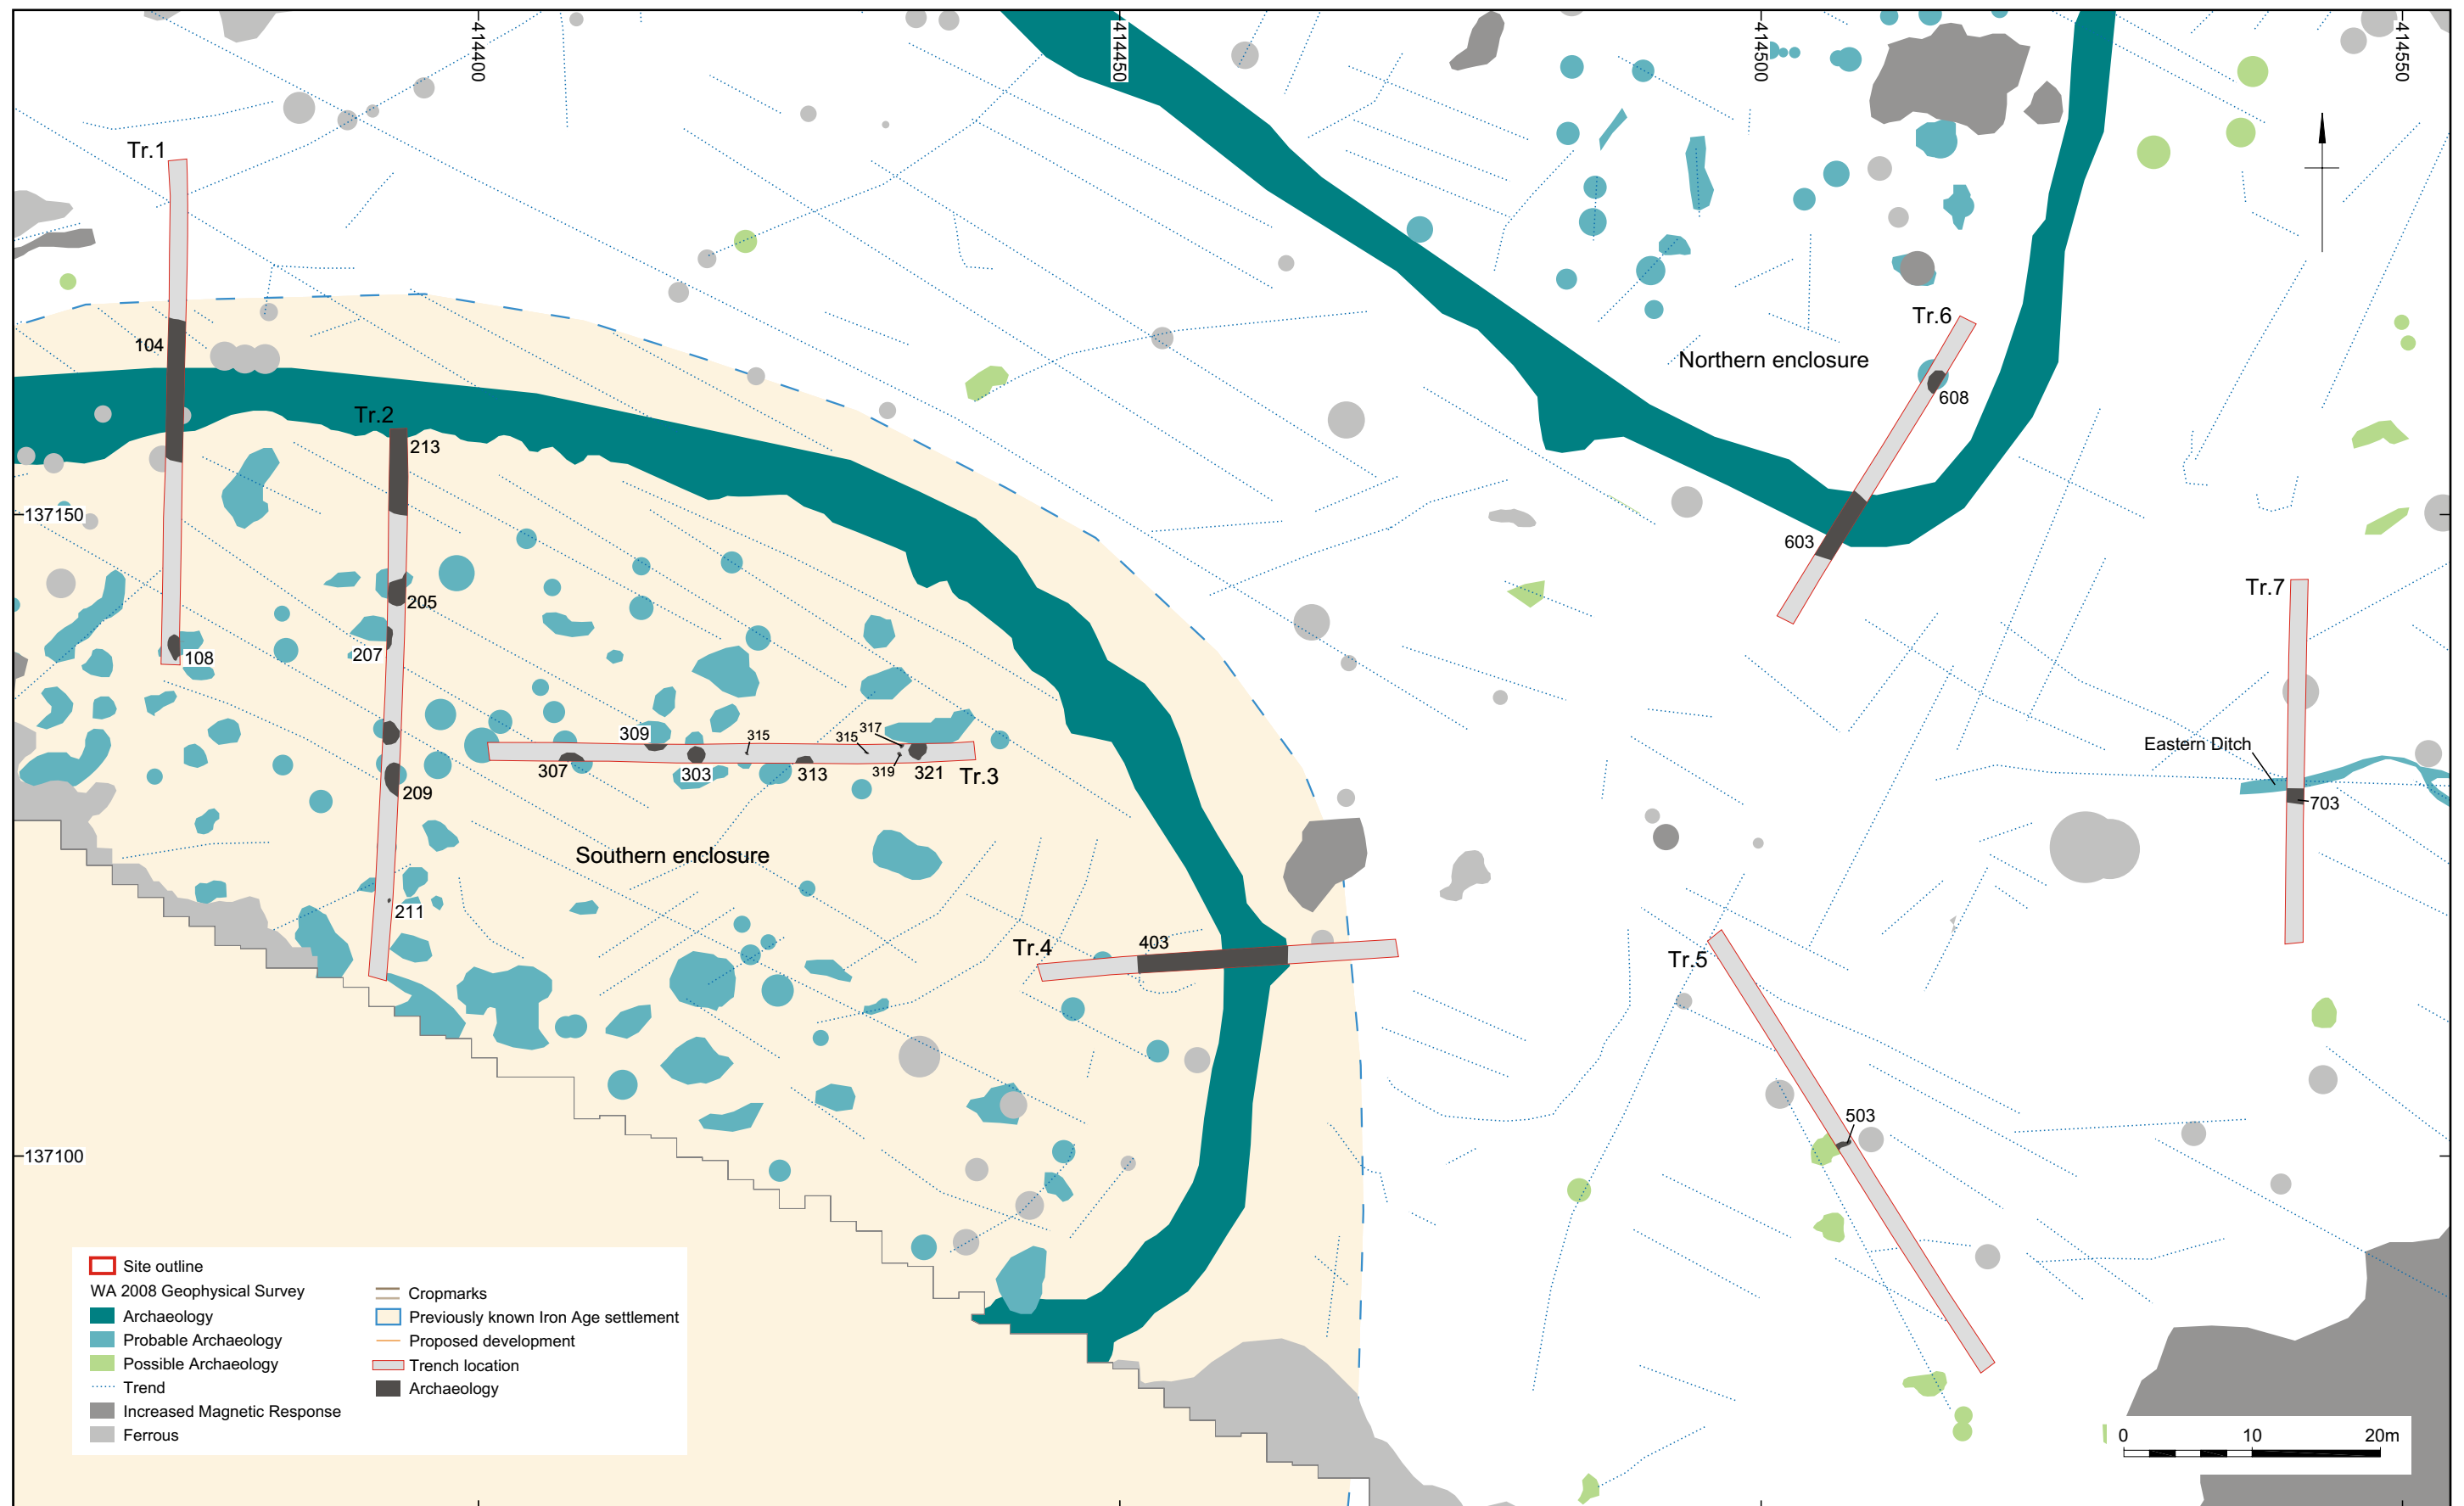 414400
414450
414500
414550
Tr.1
104
108
Tr.2
213
205
207
209
211
137150
137100
309
315
315
317
307
303
313
319
321
Tr.3
Southern enclosure
Tr.4
403
Northern enclosure
Tr.6
608
603
Tr.7
Eastern Ditch
703
Tr.5
503
Site outline
WA 2008 Geophysical Survey
Archaeology
Probable Archaeology
Possible Archaeology
Trend
Increased Magnetic Response
Ferrous
Cropmarks
Previously known Iron Age settlement
Proposed development
Trench location
Archaeology
0 10 20m